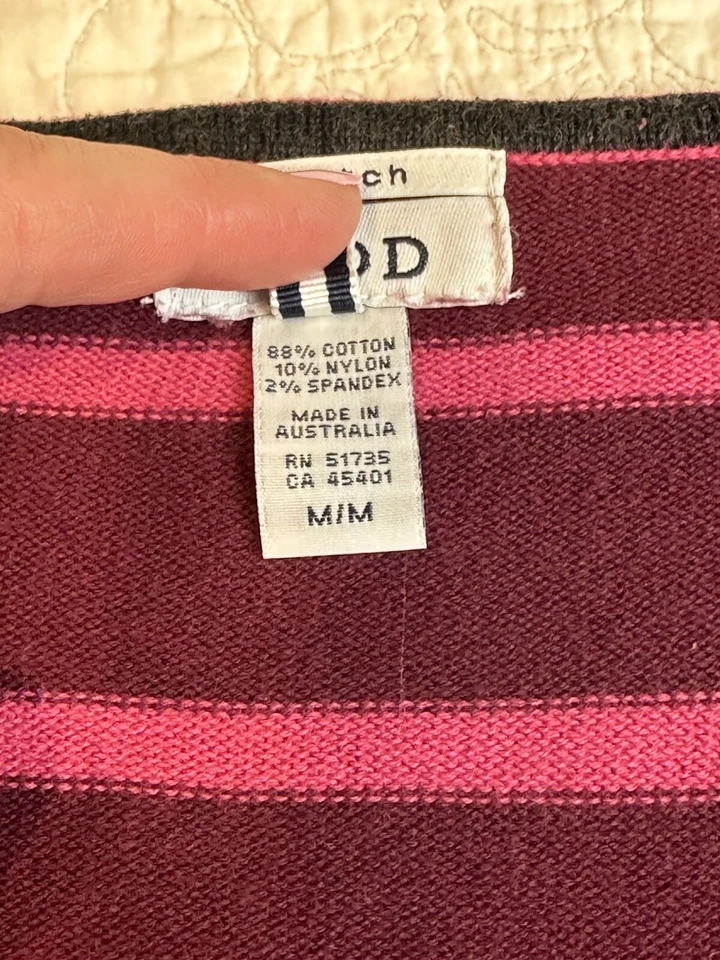 tch
OD
88% COTTON
10% NYLON
2% SPANDEX
MADE IN
AUSTRALIA
RN 51735
CA 45401
M/M